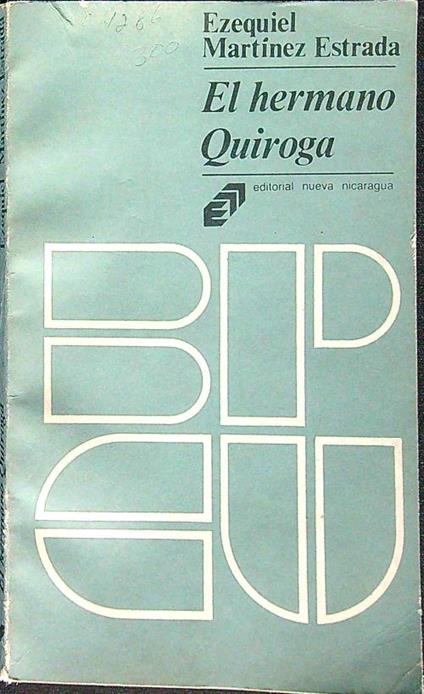 Ezequiel
Martínez Estrada
El hermano
Quiroga
editorial nueva nicaragua